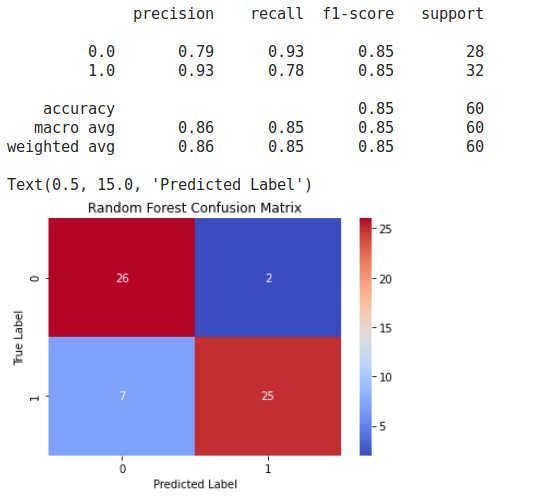 precision recall f1-score support
0.0 0.79 0.93 0.85 28
1.0 0.93 0.78 0.85 32
accuracy 0.85 60
macro avg 0.86 0.85 0.85 60
weighted avg 0.86 0.85 0.85 60
Text(0.5, 15.0, 'Predicted Label')
Random Forest Confusion Matrix
25
20
15
10
5
True Label
0
1
26 2
7 25
0 1
Predicted Label